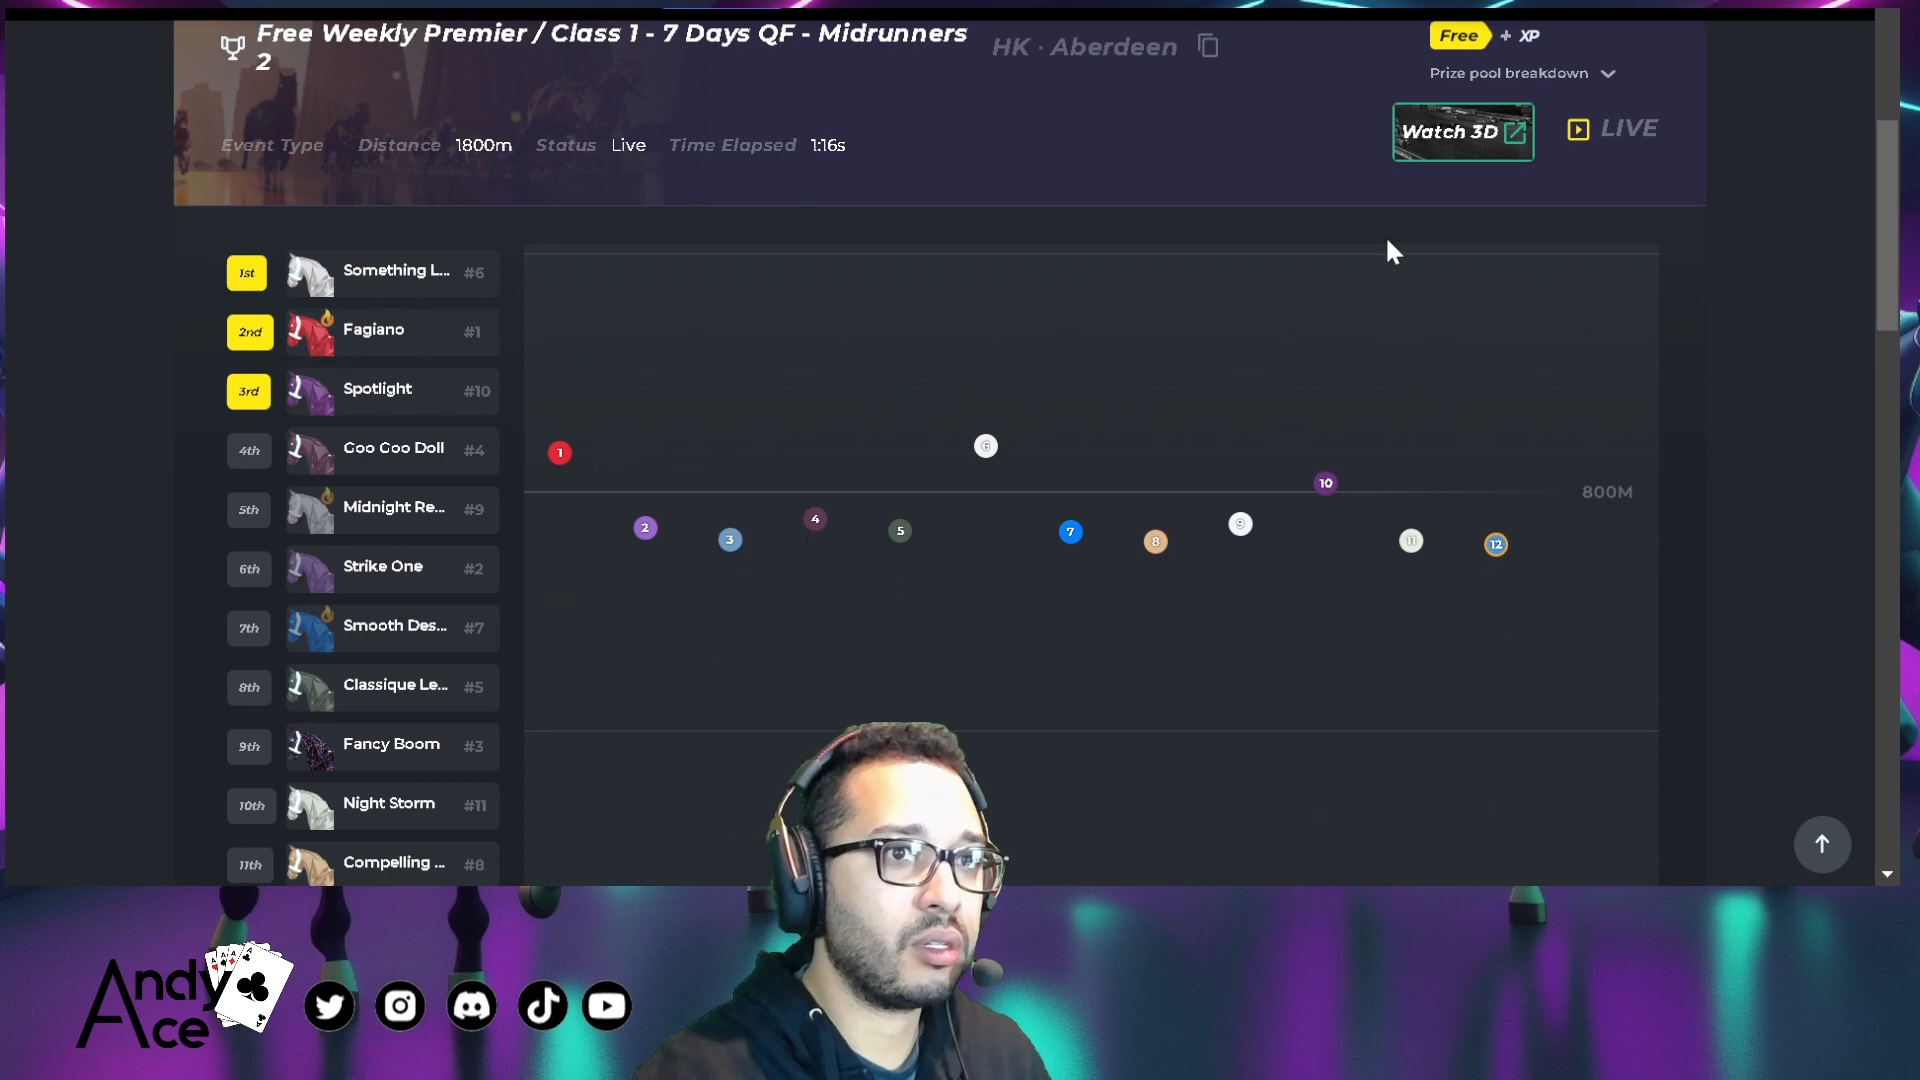 Free Weekly Premier / Class 1 - 7 Days QF - Midrunners
2
HK · Aberdeen
Free + XP
Prize pool breakdown
Watch 3D
LIVE
Event Type Distance 1800m Status Live Time Elapsed 1:16s
1st Something L... #6
2nd Fagiano #1
3rd Spotlight #10
4th Goo Goo Doll #4
5th Midnight Re... #9
6th Strike One #2
7th Smooth Des... #7
8th Classique Le... #5
9th Fancy Boom #3
10th Night Storm #11
11th Compelling ... #8
1
6
10
800M
2
3
4
5
7
8
9
11
12
Andy
Ace